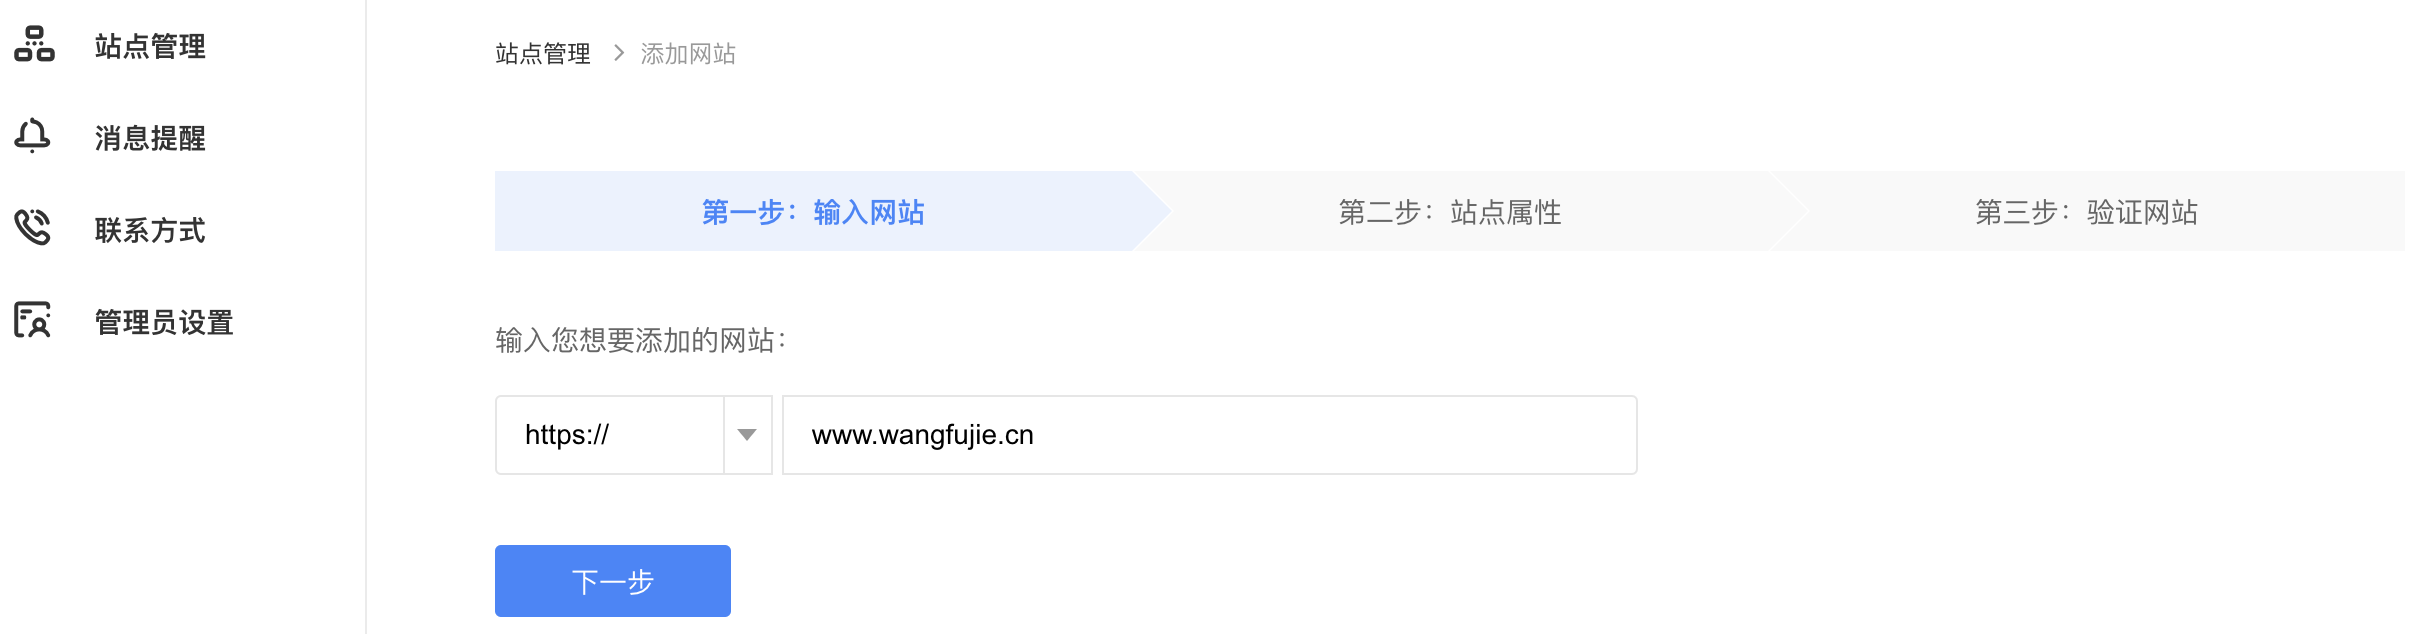 站点管理
消息提醒
联系方式
管理员设置
站点管理 > 添加网站
第一步：输入网站
第二步：站点属性
第三步：验证网站
输入您想要添加的网站：
https://
www.wangfujie.cn
下一步